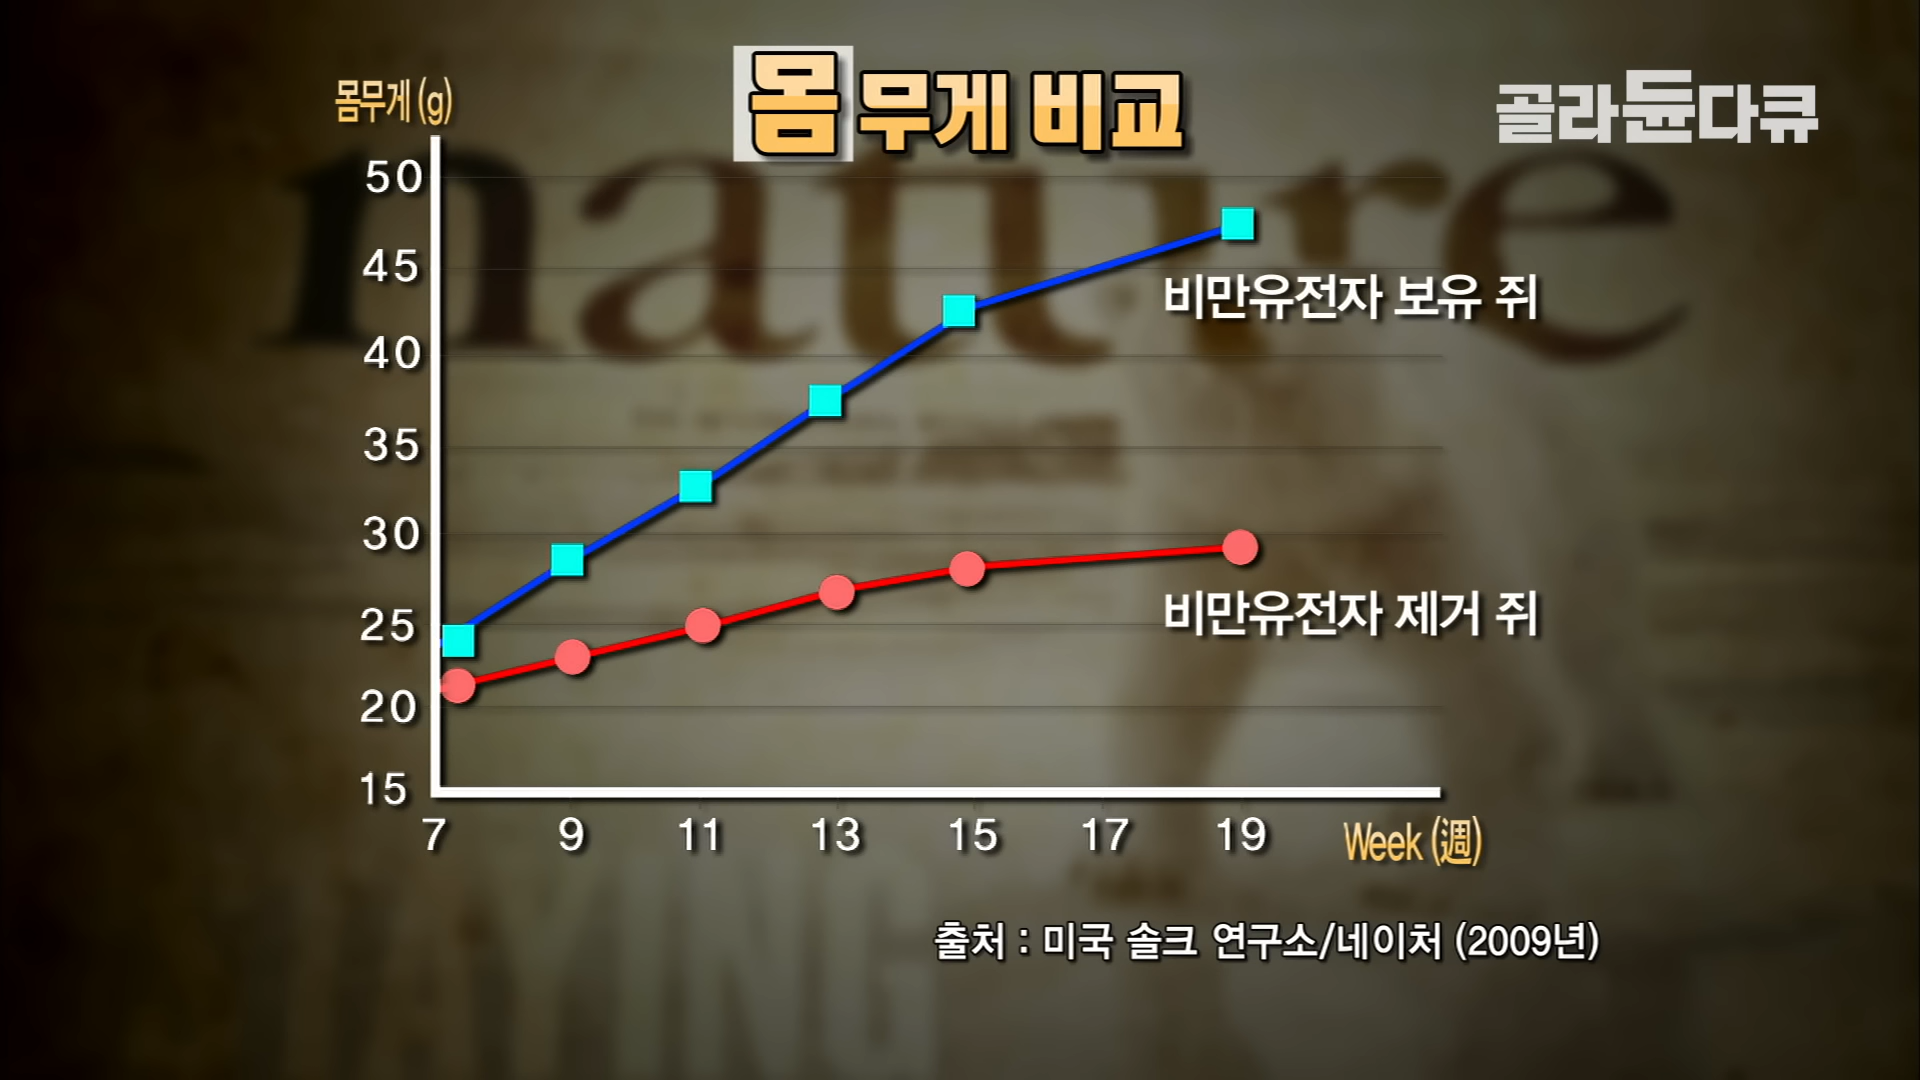 몸무게 비교
골라둔다큐
몸무게 (g)
nature
50
45
40
35
30
25
20
15
비만유전자 보유 쥐
비만유전자 제거 쥐
7 9 11 13 15 17 19 Week (週)
출처 : 미국 솔크 연구소/네이처 (2009년)